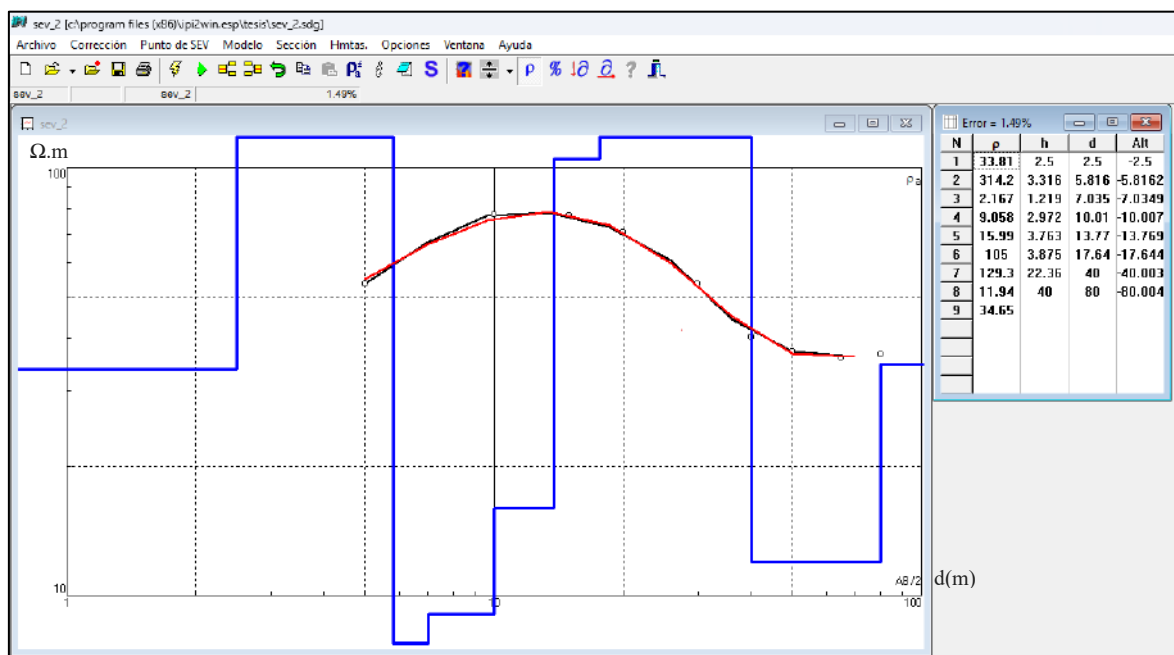 sev_2 [c:\program files (x86)\ipi2win.esp\tesis\sev_2.sdg]
Archivo Corrección Punto de SEV Modelo Sección Hmtas. Opciones Ventana Ayuda
ρ % S ρ ?
sev_2 sev_2 1.49%
sev_2
Ω.m
100
ρa
10
AB/2 d(m)
1 10 100
Error = 1.49%
N ρ h d Alt
1 33.81 2.5 2.5 -2.5
2 314.2 3.316 5.816 -5.8162
3 2.167 1.219 7.035 -7.0349
4 9.058 2.972 10.01 -10.007
5 15.99 3.763 13.77 -13.769
6 105 3.875 17.64 -17.644
7 129.3 22.36 40 -40.003
8 11.94 40 80 -80.004
9 34.65